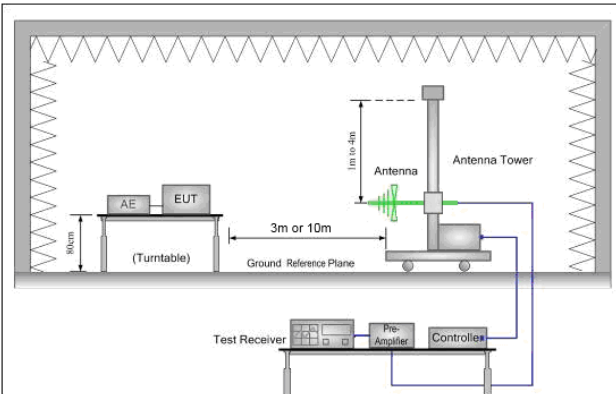 1m to 4m
Antenna
Antenna Tower
AE
EUT
3m or 10m
80cm
(Turntable)
Ground Reference Plane
Test Receiver
Pre-
Amplifier
Controller